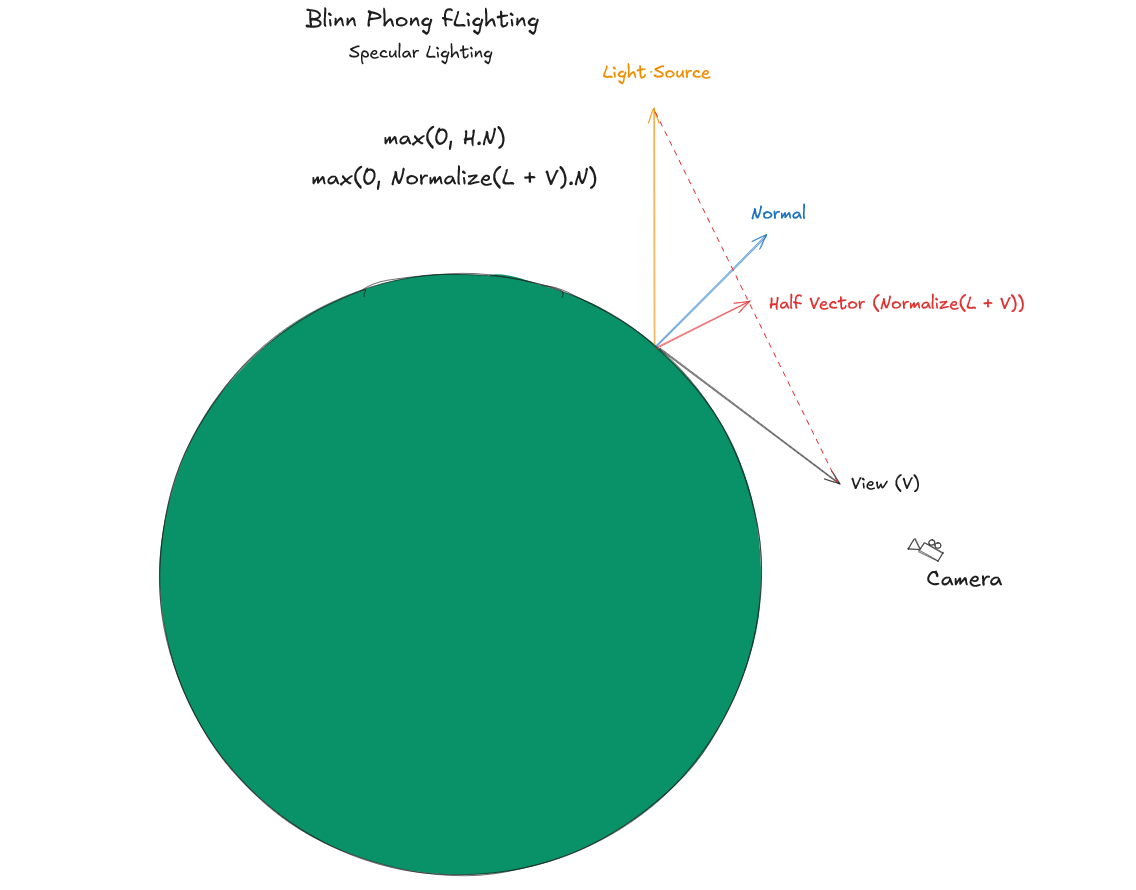 Blinn Phong fLighting
Specular Lighting
Light Source
max(0, H.N)
max(0, Normalize(L + V).N)
Normal
Half Vector (Normalize(L + V))
View (V)
Camera